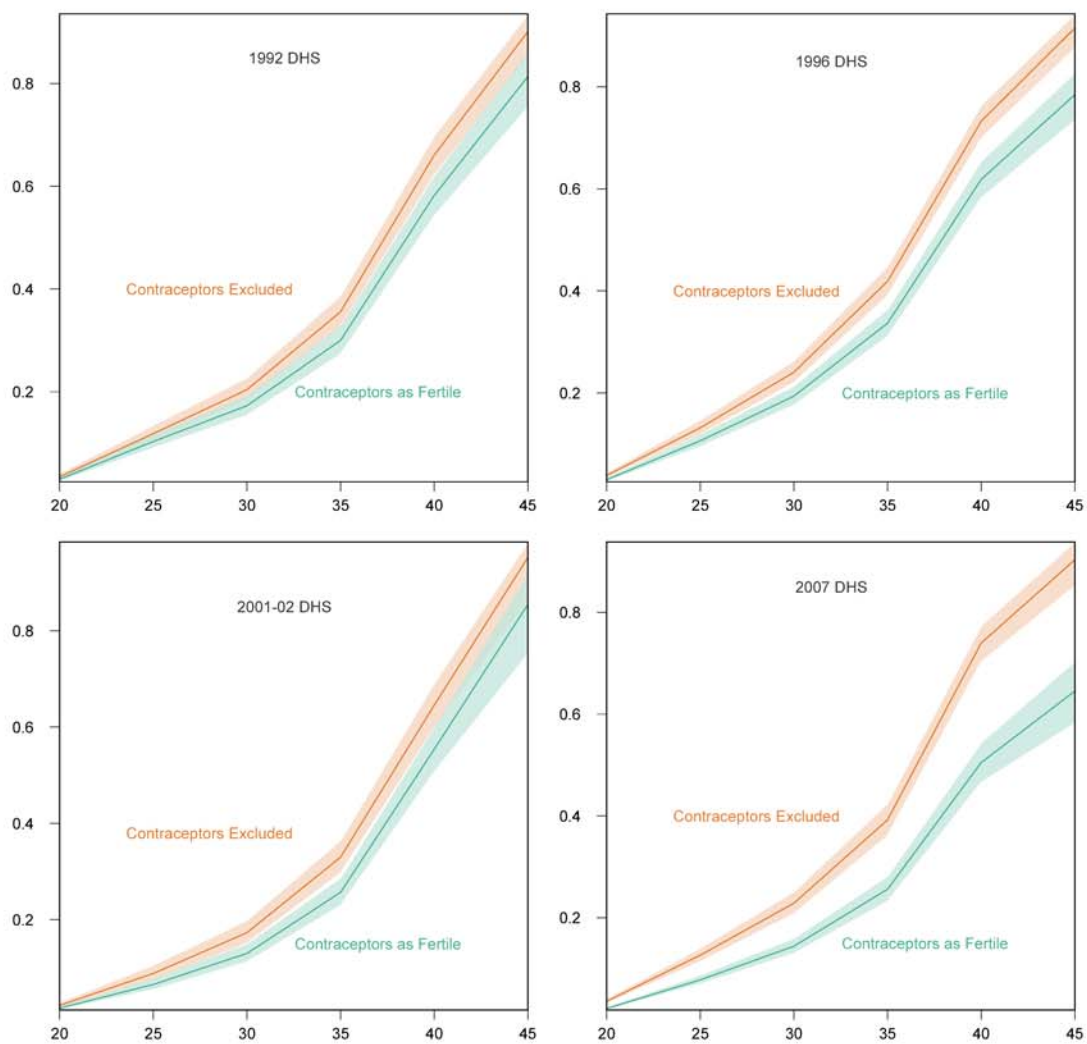 1992 DHS
0.8
0.6
0.4
0.2
Contraceptors Excluded
Contraceptors as Fertile
20 25 30 35 40 45
1996 DHS
0.8
0.6
0.4
0.2
Contraceptors Excluded
Contraceptors as Fertile
20 25 30 35 40 45
2001-02 DHS
0.8
0.6
0.4
0.2
Contraceptors Excluded
Contraceptors as Fertile
20 25 30 35 40 45
2007 DHS
0.8
0.6
0.4
0.2
Contraceptors Excluded
Contraceptors as Fertile
20 25 30 35 40 45